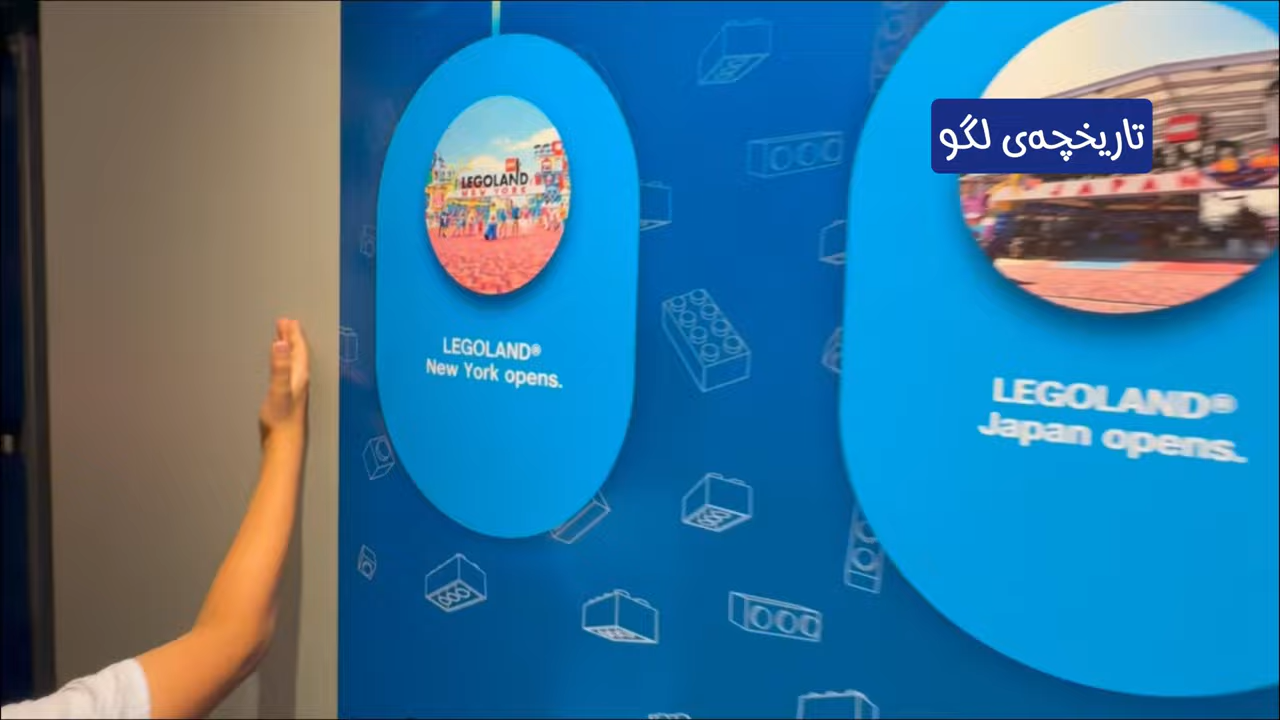 تاریخچه‌ی لگو
LEGOLAND
NEW YORK
LEGOLAND®
New York opens.
JAPAN
LEGOLAND®
Japan opens.